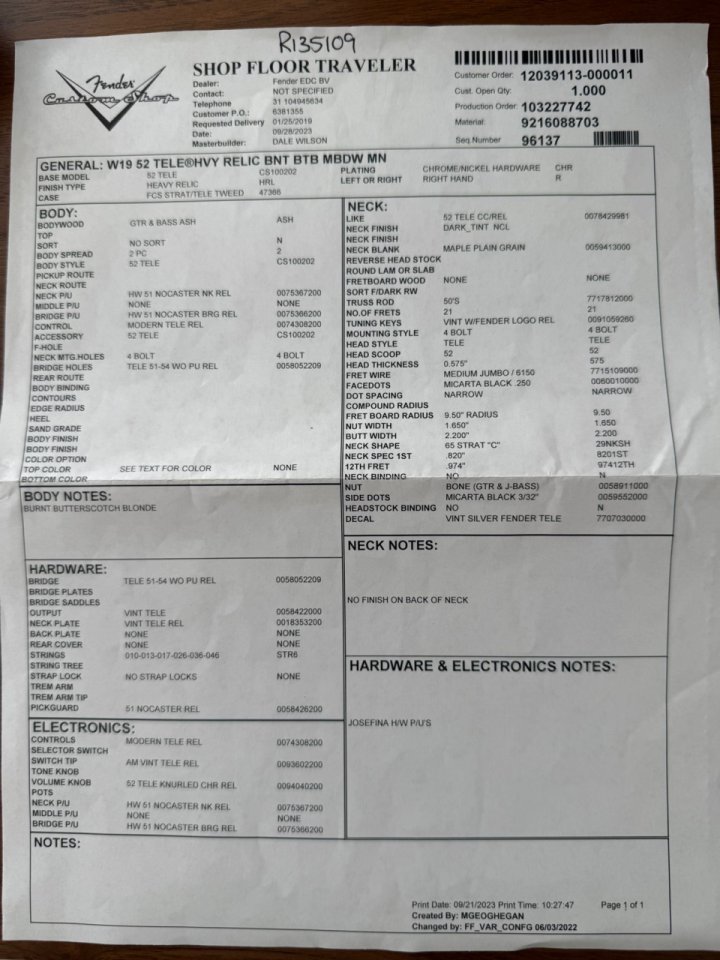 R135109
Fender
Custom Shop
SHOP FLOOR TRAVELER
Dealer: Fender EDC BV
Contact: NOT SPECIFIED
Telephone 31 104945634
Customer P.O.: 6381355
Requested Delivery 01/25/2019
Date: 09/28/2023
Masterbuilder: DALE WILSON
Customer Order: 12039113-000011
Cust. Open Qty: 1.000
Production Order: 103227742
Material: 9216088703
Seq Number 96137
GENERAL: W19 52 TELE®HVY RELIC BNT BTB MBDW MN
BASE MODEL 52 TELE CS100202 PLATING CHROME/NICKEL HARDWARE CHR
FINISH TYPE HEAVY RELIC HRL LEFT OR RIGHT RIGHT HAND R
CASE FCS STRAT/TELE TWEED 47366
BODY:
BODYWOOD GTR & BASS ASH ASH
TOP
SORT NO SORT N
BODY SPREAD 2 PC 2
BODY STYLE 52 TELE CS100202
PICKUP ROUTE
NECK ROUTE
NECK P/U HW 51 NOCASTER NK REL 0075367200
MIDDLE P/U NONE NONE
BRIDGE P/U HW 51 NOCASTER BRG REL 0075366200
CONTROL MODERN TELE REL 0074308200
ACCESSORY 52 TELE CS100202
F-HOLE
NECK MTG.HOLES 4 BOLT 4 BOLT
BRIDGE HOLES TELE 51-54 WO PU REL 0058052209
REAR ROUTE
BODY BINDING
CONTOURS
EDGE RADIUS
HEEL
SAND GRADE
BODY FINISH
BODY FINISH
COLOR OPTION
TOP COLOR SEE TEXT FOR COLOR NONE
BOTTOM COLOR
BODY NOTES:
BURNT BUTTERSCOTCH BLONDE
HARDWARE:
BRIDGE TELE 51-54 WO PU REL 0058052209
BRIDGE PLATES
BRIDGE SADDLES
OUTPUT VINT TELE 0058422000
NECK PLATE VINT TELE REL 0018353200
BACK PLATE NONE NONE
REAR COVER NONE NONE
STRINGS 010-013-017-026-036-046 STR6
STRING TREE
STRAP LOCK NO STRAP LOCKS NONE
TREM ARM
TREM ARM TIP
PICKGUARD 51 NOCASTER REL 0058426200
ELECTRONICS:
CONTROLS MODERN TELE REL 0074308200
SELECTOR SWITCH
SWITCH TIP AM VINT TELE REL 0093602200
TONE KNOB
VOLUME KNOB 52 TELE KNURLED CHR REL 0094040200
POTS
NECK P/U HW 51 NOCASTER NK REL 0075367200
MIDDLE P/U NONE NONE
BRIDGE P/U HW 51 NOCASTER BRG REL 0075366200
NECK:
LIKE 52 TELE CC/REL 0078429981
NECK FINISH DARK_TINT NCL
NECK FINISH
NECK BLANK MAPLE PLAIN GRAIN 0059413000
REVERSE HEAD STOCK
ROUND LAM OR SLAB
FRETBOARD WOOD NONE NONE
SORT F/DARK RW
TRUSS ROD 50'S 7717812000
NO.OF FRETS 21 21
TUNING KEYS VINT W/FENDER LOGO REL 0091059260
MOUNTING STYLE 4 BOLT 4 BOLT
HEAD STYLE TELE TELE
HEAD SCOOP 52 52
HEAD THICKNESS 0.575" 575
FRET WIRE MEDIUM JUMBO / 6150 7715109000
FACEDOTS MICARTA BLACK .250 0060010000
DOT SPACING NARROW NARROW
COMPOUND RADIUS
FRET BOARD RADIUS 9.50" RADIUS 9.50
NUT WIDTH 1.650" 1.650
BUTT WIDTH 2.200" 2.200
NECK SHAPE 65 STRAT "C" 29NKSH
NECK SPEC 1ST .820" 8201ST
12TH FRET .974" 97412TH
NECK BINDING NO N
NUT BONE (GTR & J-BASS) 0058911000
SIDE DOTS MICARTA BLACK 3/32" 0059552000
HEADSTOCK BINDING NO N
DECAL VINT SILVER FENDER TELE 7707030000
NECK NOTES:
NO FINISH ON BACK OF NECK
HARDWARE & ELECTRONICS NOTES:
JOSEFINA H/W P/U'S
NOTES:
Print Date: 09/21/2023 Print Time: 10:27:47 Page 1 of 1
Created By: MGEOGHEGAN
Changed by: FF_VAR_CONFG 06/03/2022